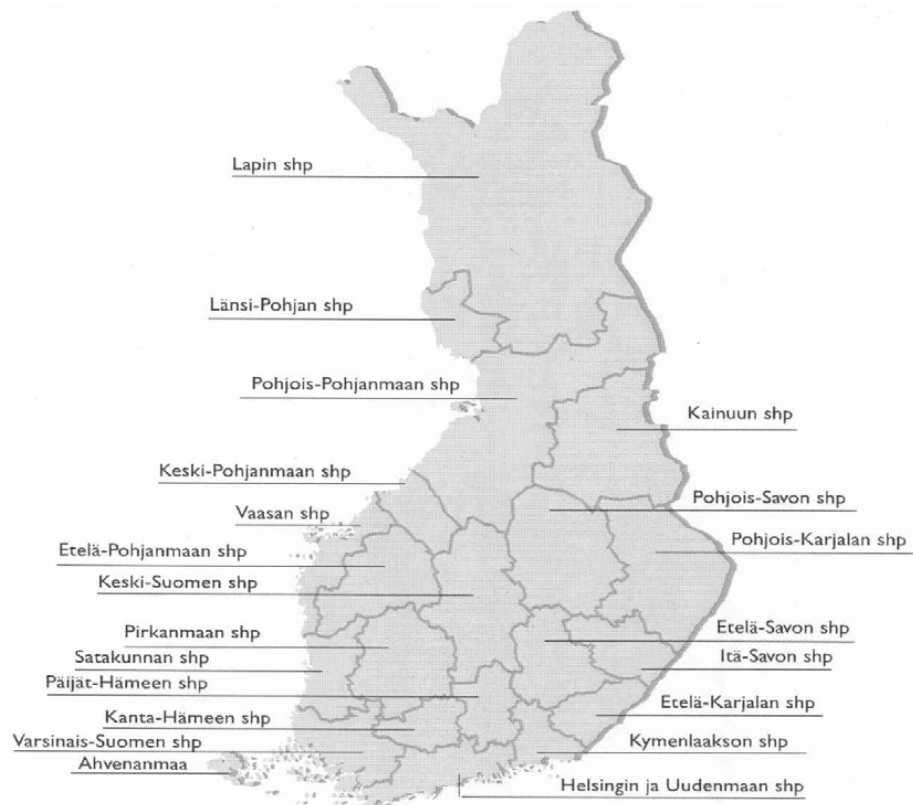 Lapin shp
Länsi-Pohjan shp
Pohjois-Pohjanmaan shp
Kainuun shp
Keski-Pohjanmaan shp
Pohjois-Savon shp
Vaasan shp
Pohjois-Karjalan shp
Etelä-Pohjanmaan shp
Keski-Suomen shp
Etelä-Savon shp
Pirkanmaan shp
Itä-Savon shp
Satakunnan shp
Päijät-Hämeen shp
Etelä-Karjalan shp
Kanta-Hämeen shp
Kymenlaakson shp
Varsinais-Suomen shp
Ahvenanmaa
Helsingin ja Uudenmaan shp